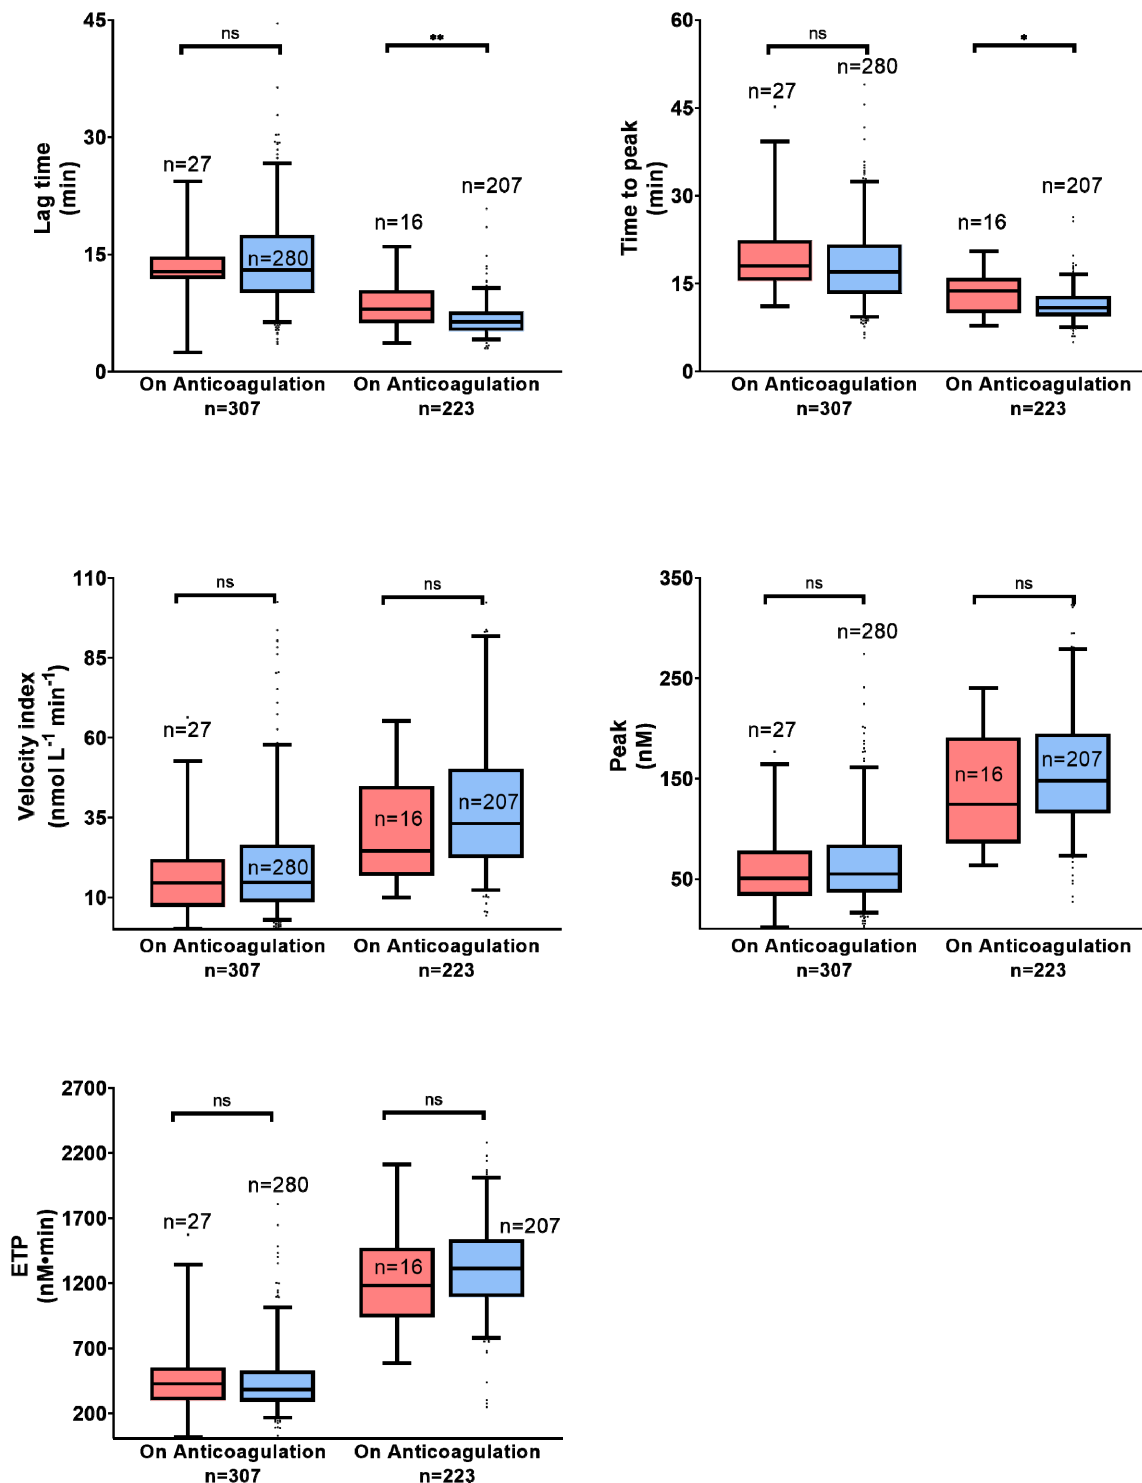 45
30
15
0
Lag time
(min)
ns
**
n=27
n=280
n=16
n=207
On Anticoagulation
n=307
On Anticoagulation
n=223
60
45
30
15
0
Time to peak
(min)
ns
*
n=27
n=280
n=16
n=207
On Anticoagulation
n=307
On Anticoagulation
n=223
110
85
60
35
10
Velocity index
(nmol L⁻¹ min⁻¹)
ns
ns
n=27
n=280
n=16
n=207
On Anticoagulation
n=307
On Anticoagulation
n=223
350
250
150
50
Peak
(nM)
ns
ns
n=27
n=280
n=16
n=207
On Anticoagulation
n=307
On Anticoagulation
n=223
2700
2200
1700
1200
700
200
ETP
(nM•min)
ns
ns
n=27
n=280
n=16
n=207
On Anticoagulation
n=307
On Anticoagulation
n=223